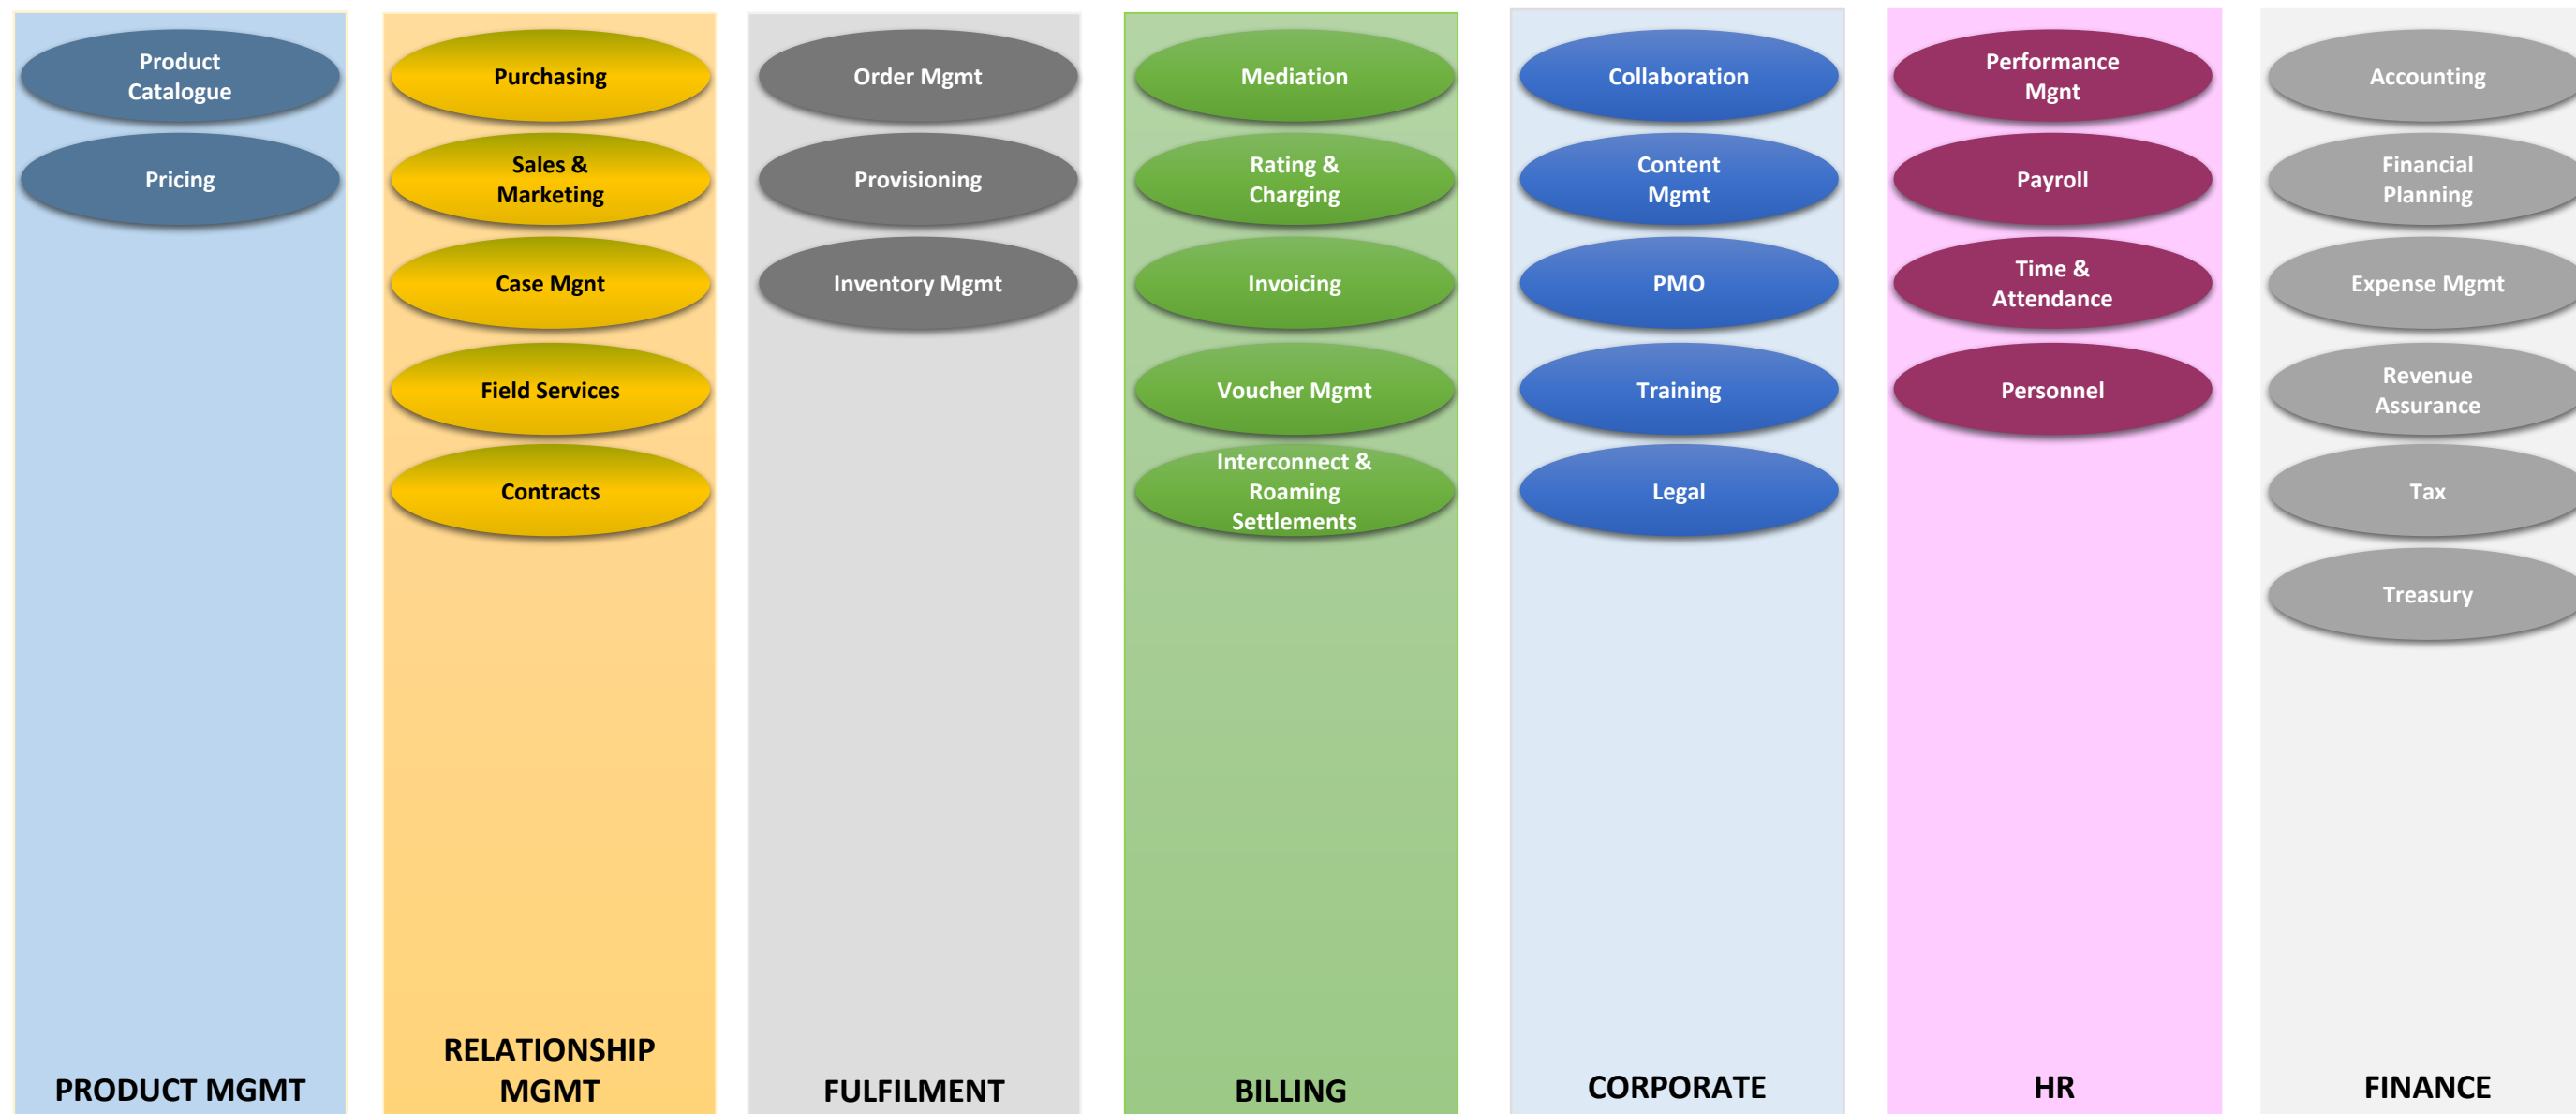 Product
Catalogue
Pricing
PRODUCT MGMT
Purchasing
Sales &
Marketing
Case Mgnt
Field Services
Contracts
RELATIONSHIP
MGMT
Order Mgmt
Provisioning
Inventory Mgmt
FULFILMENT
Mediation
Rating &
Charging
Invoicing
Voucher Mgmt
Interconnect &
Roaming
Settlements
BILLING
Collaboration
Content
Mgmt
PMO
Training
Legal
CORPORATE
Performance
Mgnt
Payroll
Time &
Attendance
Personnel
HR
Accounting
Financial
Planning
Expense Mgmt
Revenue
Assurance
Tax
Treasury
FINANCE